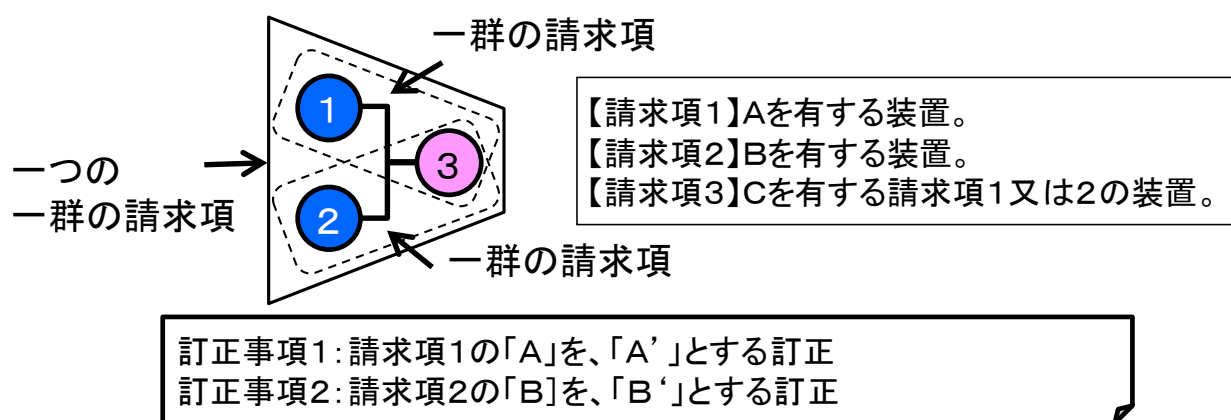 一群の請求項
1
3
2
一つの
一群の請求項
一群の請求項
【請求項1】Aを有する装置。
【請求項2】Bを有する装置。
【請求項3】Cを有する請求項1又は2の装置。
訂正事項1：請求項1の「A」を、「A’」とする訂正
訂正事項2：請求項2の「B]を、「B‘」とする訂正